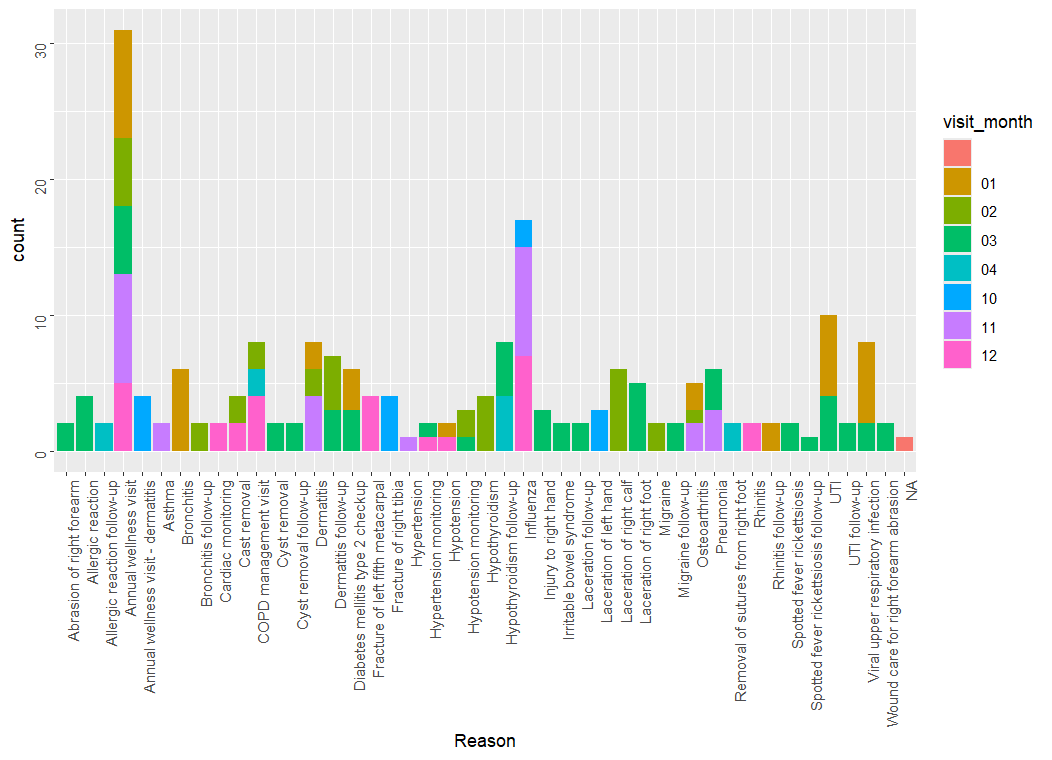 30
20
10
0
count
Abrasion of right forearm
Allergic reaction
Allergic reaction follow-up
Annual wellness visit
Annual wellness visit - dermatitis
Asthma
Bronchitis
Bronchitis follow-up
Cardiac monitoring
Cast removal
COPD management visit
Cyst removal
Cyst removal follow-up
Dermatitis
Dermatitis follow-up
Diabetes mellitis type 2 checkup
Fracture of left fifth metacarpal
Fracture of right tibia
Hypertension
Hypertension monitoring
Hypotension
Hypotension monitoring
Hypothyroidism
Hypothyroidism follow-up
Influenza
Injury to right hand
Irritable bowel syndrome
Laceration follow-up
Laceration of left hand
Laceration of right calf
Laceration of right foot
Migraine
Migraine follow-up
Osteoarthritis
Pneumonia
Removal of sutures from right foot
Rhinitis
Rhinitis follow-up
Spotted fever rickettsiosis
Spotted fever rickettsiosis follow-up
UTI
UTI follow-up
Viral upper respiratory infection
Wound care for right forearm abrasion
NA
Reason
visit_month
01
02
03
04
10
11
12